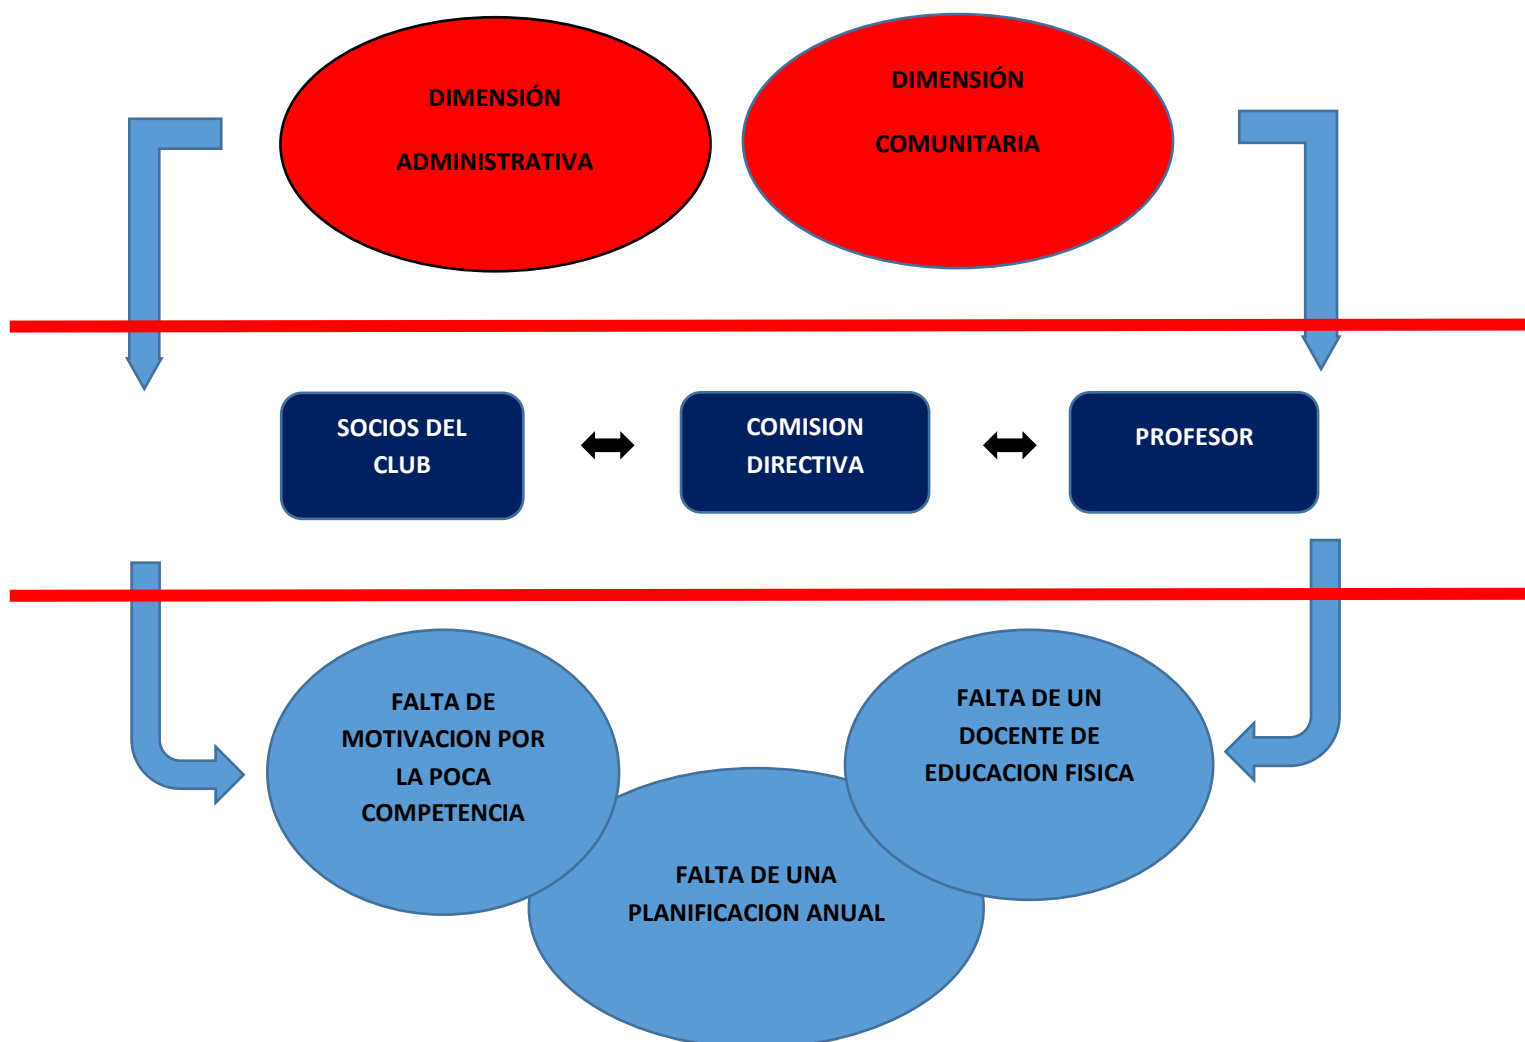 DIMENSIÓN
ADMINISTRATIVA
DIMENSIÓN
COMUNITARIA
SOCIOS DEL
CLUB
COMISION
DIRECTIVA
PROFESOR
FALTA DE
MOTIVACION POR
LA POCA
COMPETENCIA
FALTA DE UNA
PLANIFICACION ANUAL
FALTA DE UN
DOCENTE DE
EDUCACION FISICA